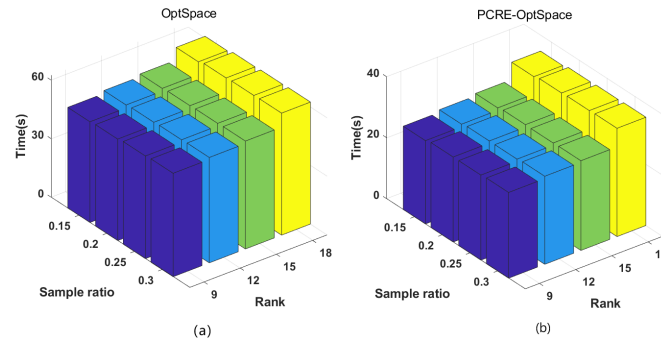 OptSpace
60
30
0
Time(s)
0.15
0.2
0.25
0.3
Sample ratio
9
12
15
18
Rank
(a)
PCRE-OptSpace
40
20
0
Time(s)
0.15
0.2
0.25
0.3
Sample ratio
9
12
15
1
Rank
(b)